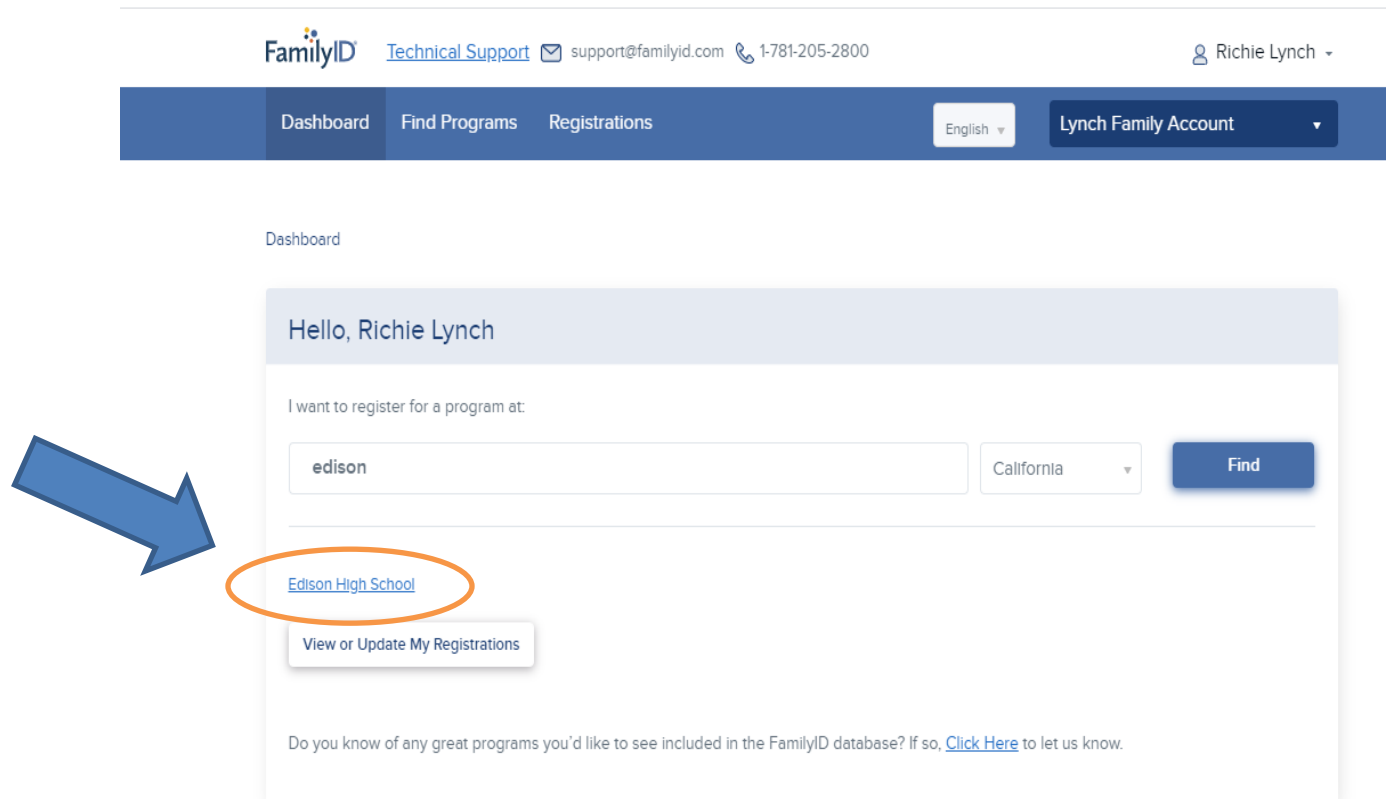 FamilyID Technical Support support@familyid.com 1-781-205-2800 Richie Lynch
Dashboard Find Programs Registrations English Lynch Family Account
Dashboard
Hello, Richie Lynch
I want to register for a program at:
edison California Find
Edison High School
View or Update My Registrations
Do you know of any great programs you'd like to see included in the FamilyID database? If so, Click Here to let us know.